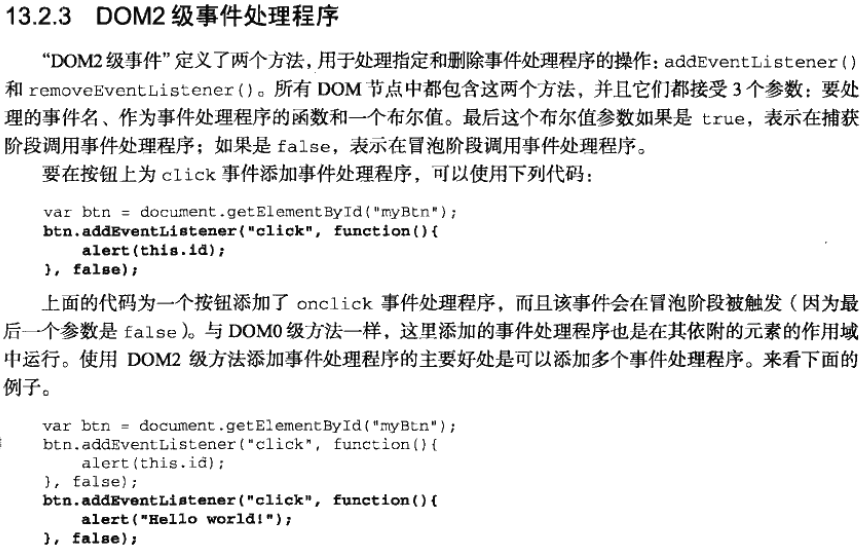 13.2.3 DOM2 级事件处理程序
“DOM2 级事件”定义了两个方法，用于处理指定和删除事件处理程序的操作：addEventListener()
和 removeEventListener()。所有 DOM 节点中都包含这两个方法，并且它们都接受 3 个参数：要处
理的事件名、作为事件处理程序的函数和一个布尔值。最后这个布尔值参数如果是 true，表示在捕获
阶段调用事件处理程序；如果是 false，表示在冒泡阶段调用事件处理程序。
要在按钮上为 click 事件添加事件处理程序，可以使用下列代码：
var btn = document.getElementById("myBtn");
btn.addEventListener("click", function(){
    alert(this.id);
}, false);
上面的代码为一个按钮添加了 onclick 事件处理程序，而且该事件会在冒泡阶段被触发（因为最
后一个参数是 false）。与 DOM0 级方法一样，这里添加的事件处理程序也是在其依附的元素的作用域
中运行。使用 DOM2 级方法添加事件处理程序的主要好处是可以添加多个事件处理程序。来看下面的
例子。
var btn = document.getElementById("myBtn");
btn.addEventListener("click", function(){
    alert(this.id);
}, false);
btn.addEventListener("click", function(){
    alert("Hello world!");
}, false);